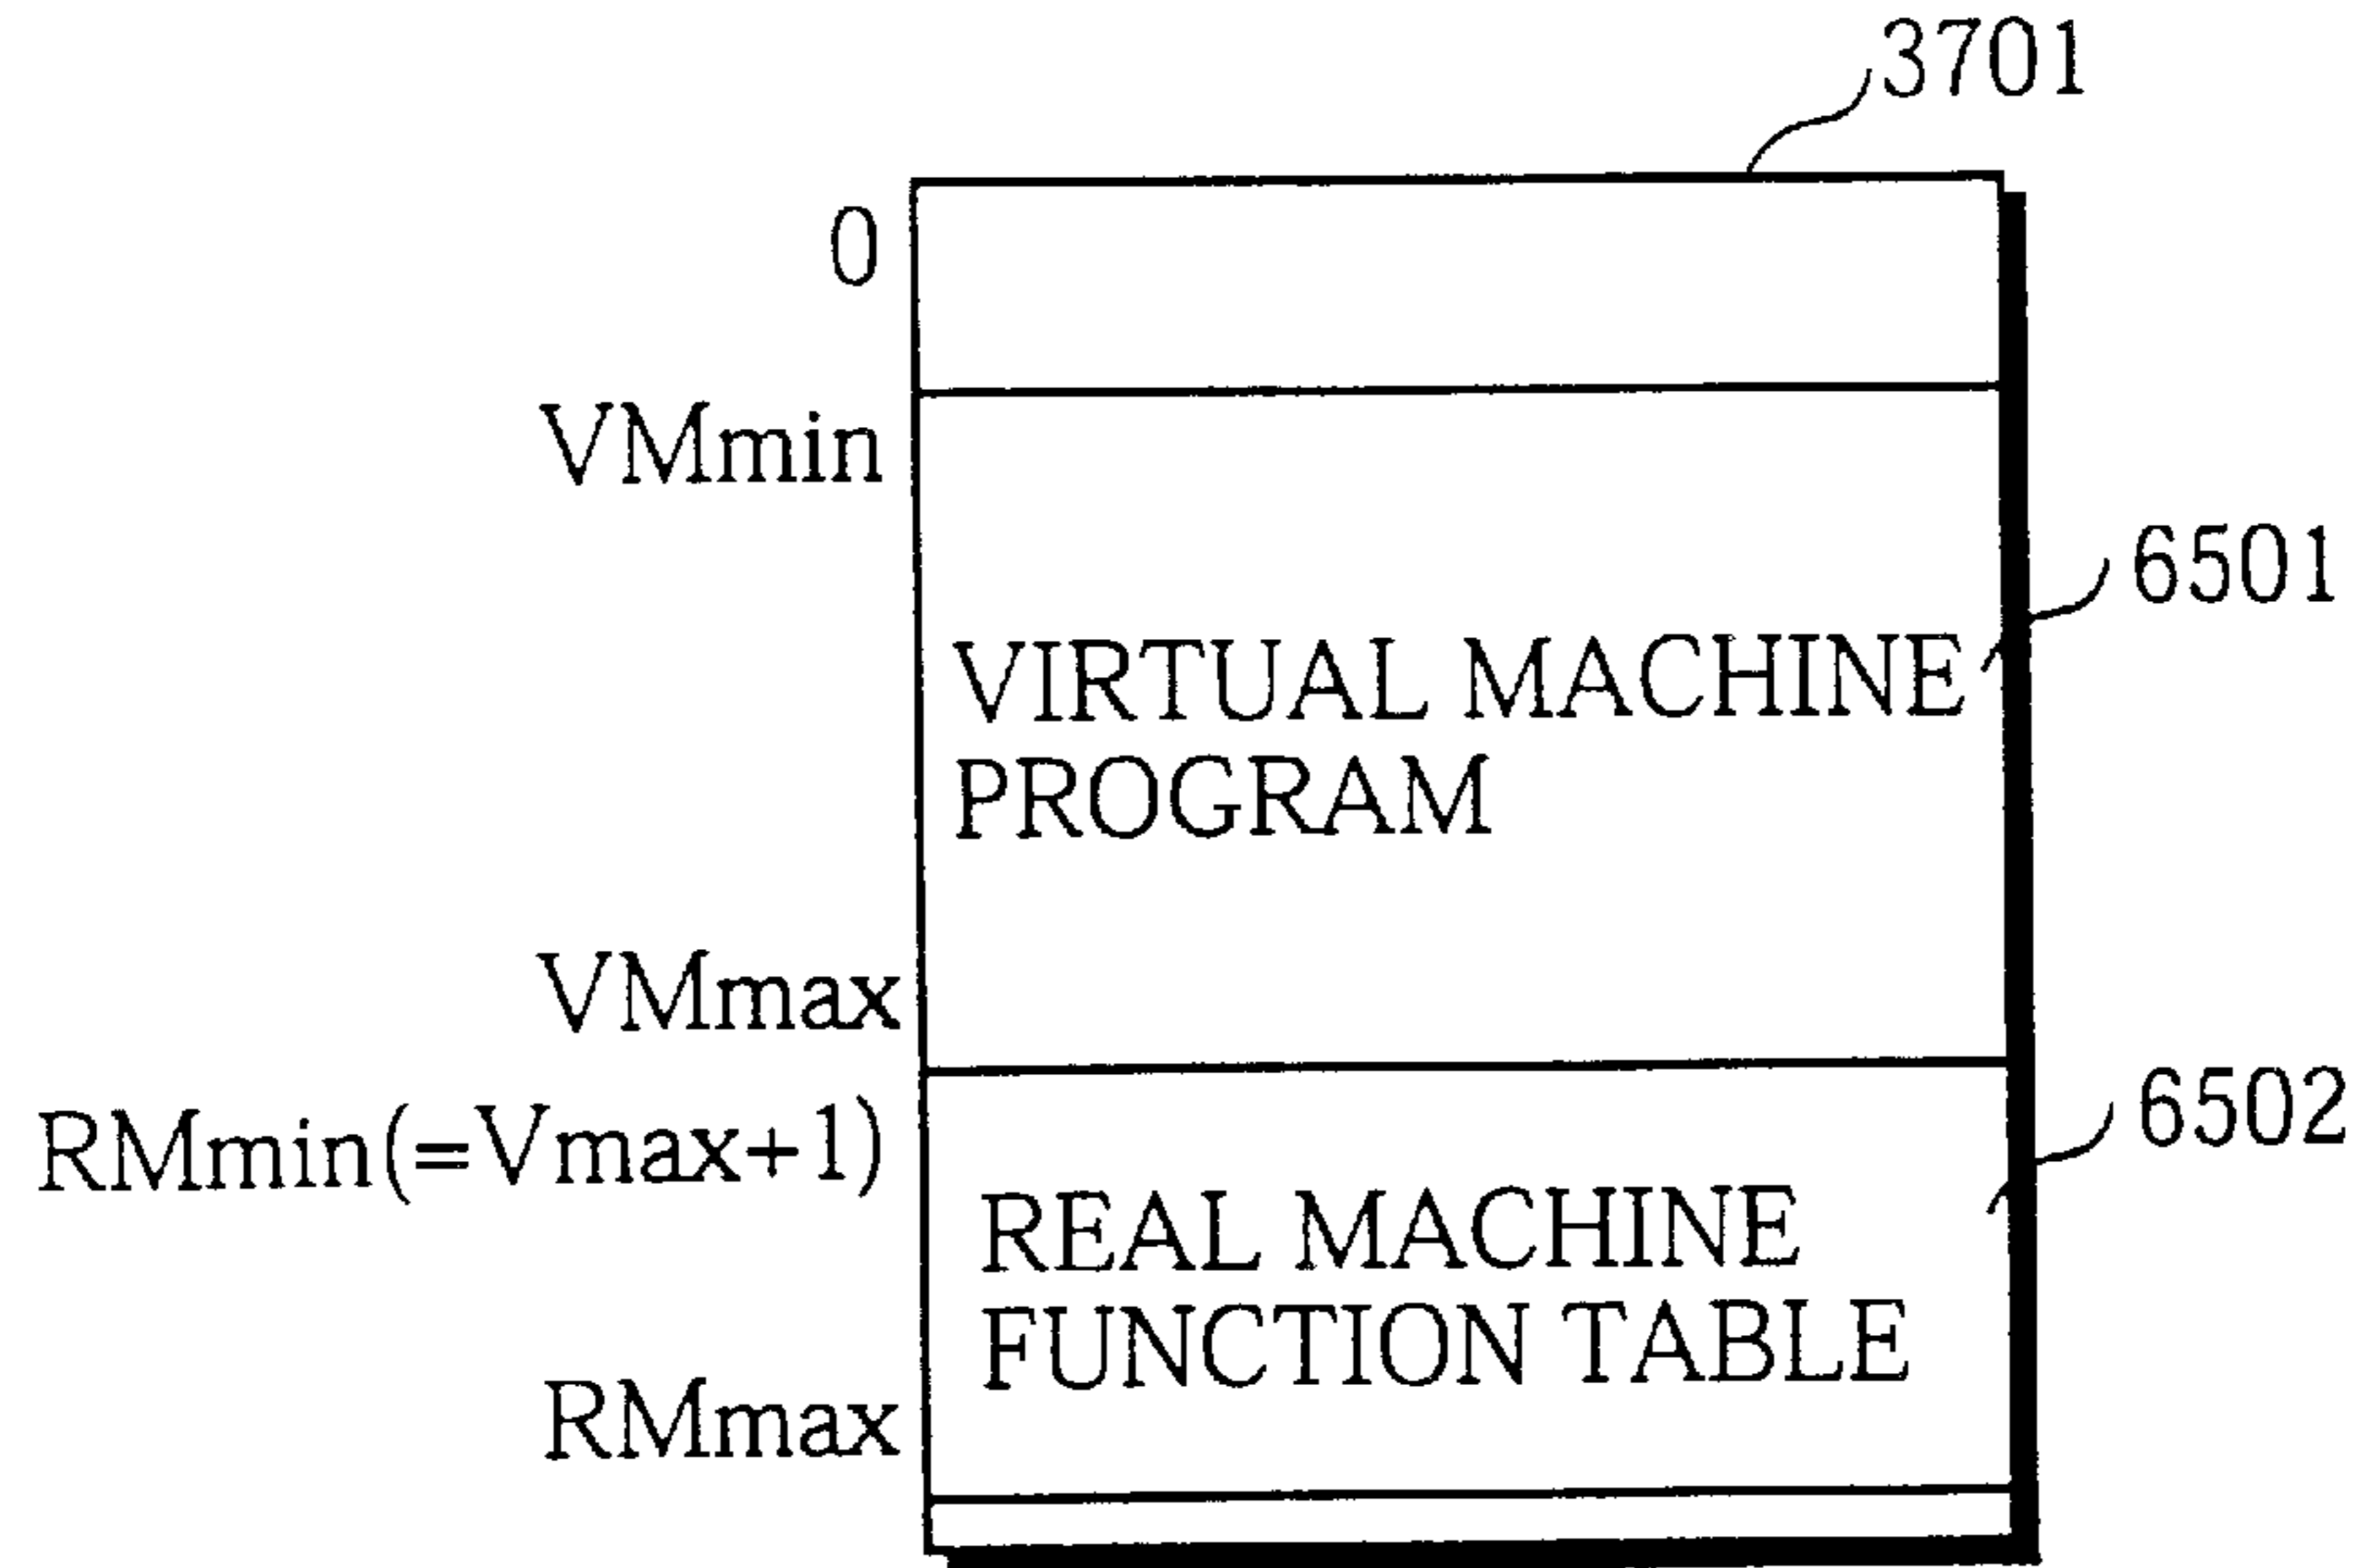 3701
0
VMmin
6501
VIRTUAL MACHINE
PROGRAM
VMmax
RMmin(=Vmax+1)
6502
REAL MACHINE
FUNCTION TABLE
RMmax